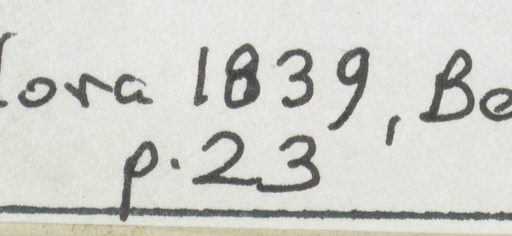 lora 1839, Be
p. 23